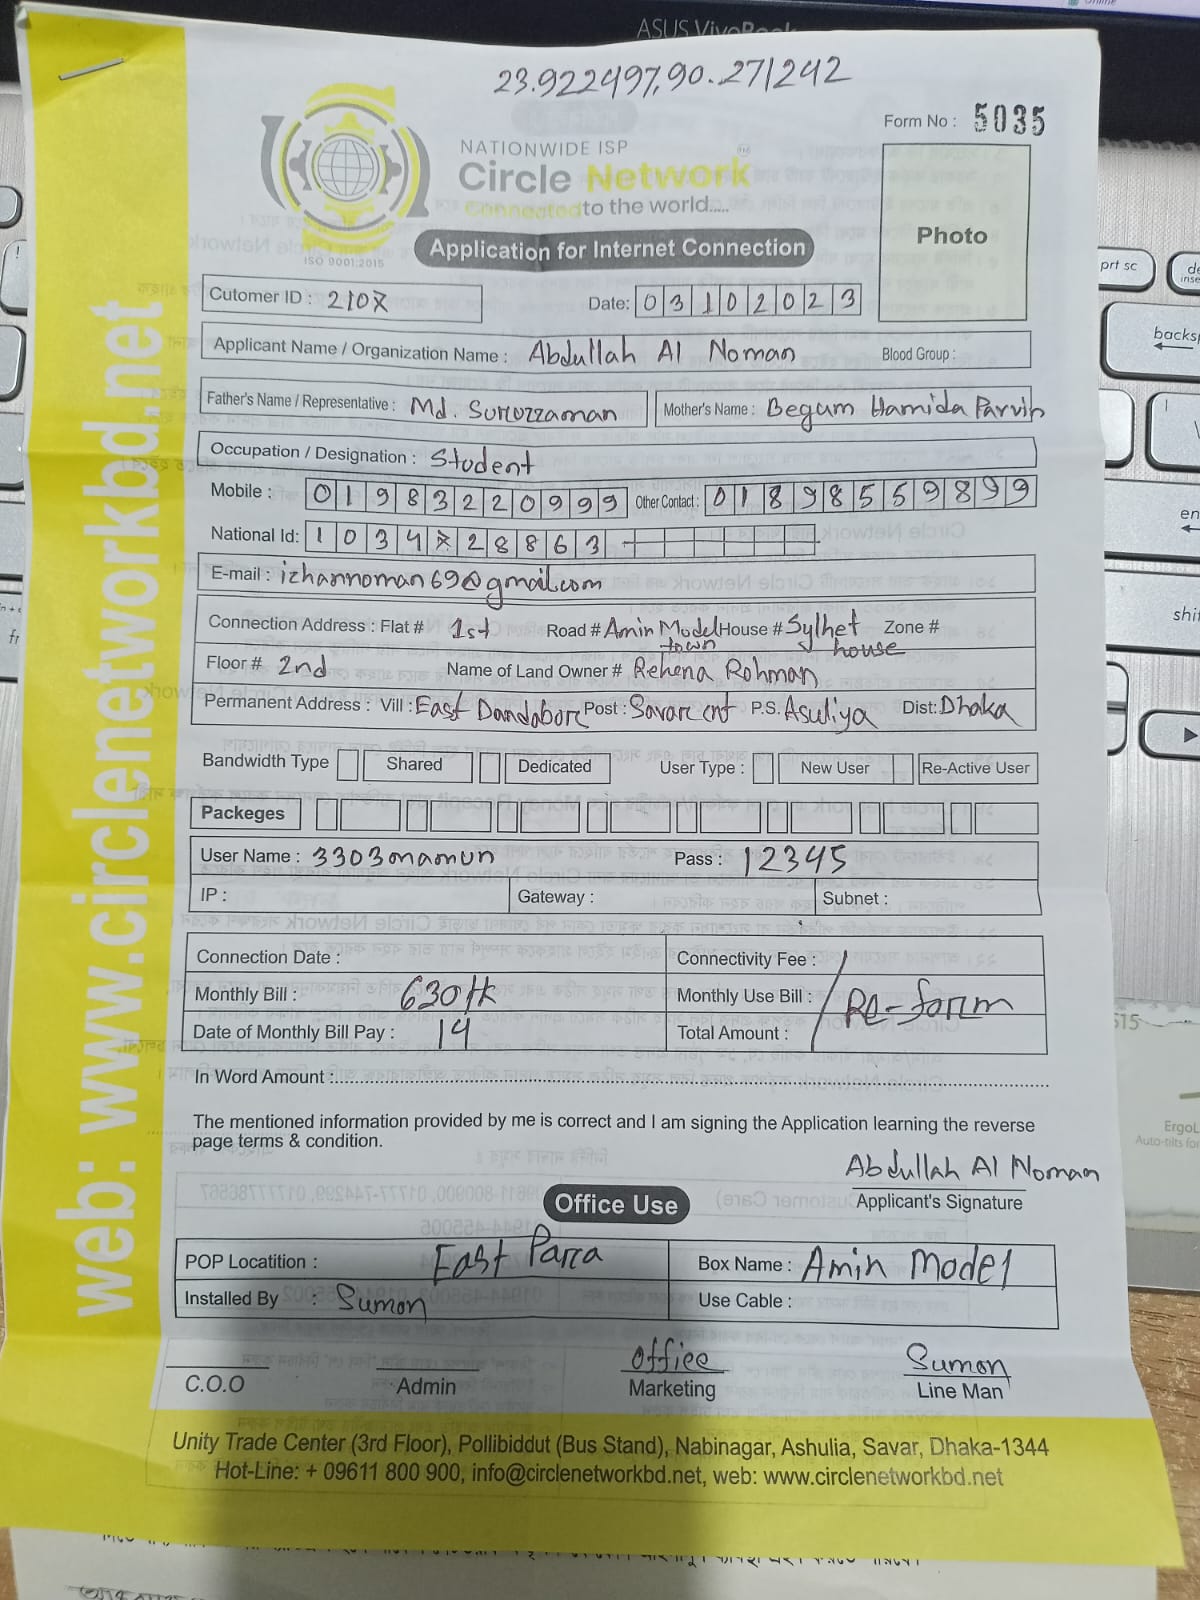 ASUS VivoBook
23.922497,90.271242
Form No : 5035
NATIONWIDE ISP
Circle Network
Connected to the world.....
ISO 9001:2015
Application for Internet Connection
Photo
Cutomer ID : 2107
Date: 03102023
Applicant Name / Organization Name : Abdullah Al Noman Blood Group :
Father's Name / Representative : Md. Suruzzaman Mother's Name : Begum Hamida Parvin
Occupation / Designation : Student
Mobile : 01983220999 Other Contact : 01898559899
National Id: 1034728863
E-mail : izhannoman69@gmail.com
Connection Address : Flat # 1st Road # Amin Model town House # Sylhet house Zone #
Floor # 2nd Name of Land Owner # Rehena Rohman
Permanent Address : Vill : East Dandabore Post : Savar cnt P.S. Asuliya Dist: Dhaka
Bandwidth Type Shared Dedicated User Type : New User Re-Active User
Packeges
User Name : 3303mamun Pass : 12345
IP : Gateway : Subnet :
Connection Date : Connectivity Fee :
Monthly Bill : 630 tk Monthly Use Bill : Re-form
Date of Monthly Bill Pay : 14 Total Amount :
In Word Amount :
The mentioned information provided by me is correct and I am signing the Application learning the reverse
page terms & condition.
Abdullah Al Noman
Applicant's Signature
Office Use
POP Locatition : East Para Box Name : Amin Model
Installed By : Sumon Use Cable :
Office Sumon
C.O.O Admin Marketing Line Man
Unity Trade Center (3rd Floor), Pollibiddut (Bus Stand), Nabinagar, Ashulia, Savar, Dhaka-1344
Hot-Line: + 09611 800 900, info@circlenetworkbd.net, web: www.circlenetworkbd.net
web: www.circlenetworkbd.net
prt sc
backsp